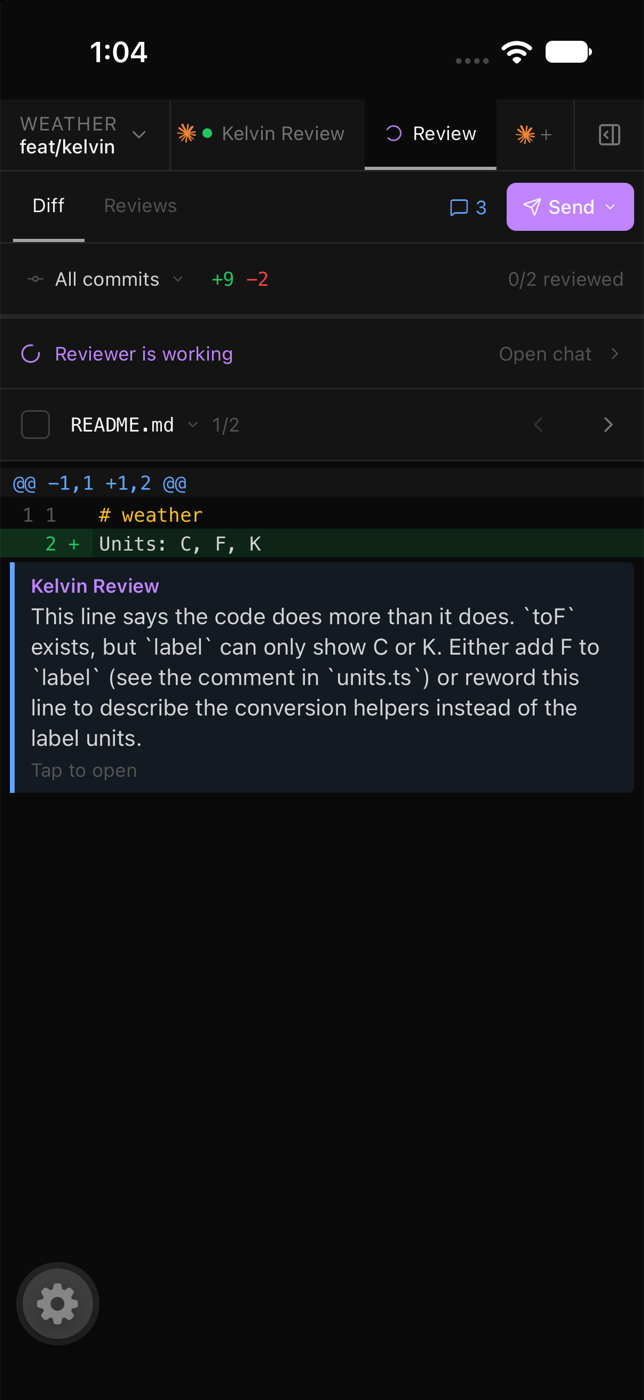 1:04
WEATHER
feat/kelvin
Kelvin Review
Review
+
Diff
Reviews
3
Send
All commits
+9 −2
0/2 reviewed
Reviewer is working
Open chat
README.md
1/2
@@ −1,1 +1,2 @@
1 1 # weather
2 + Units: C, F, K
Kelvin Review
This line says the code does more than it does. `toF`
exists, but `label` can only show C or K. Either add F to
`label` (see the comment in `units.ts`) or reword this
line to describe the conversion helpers instead of the
label units.
Tap to open